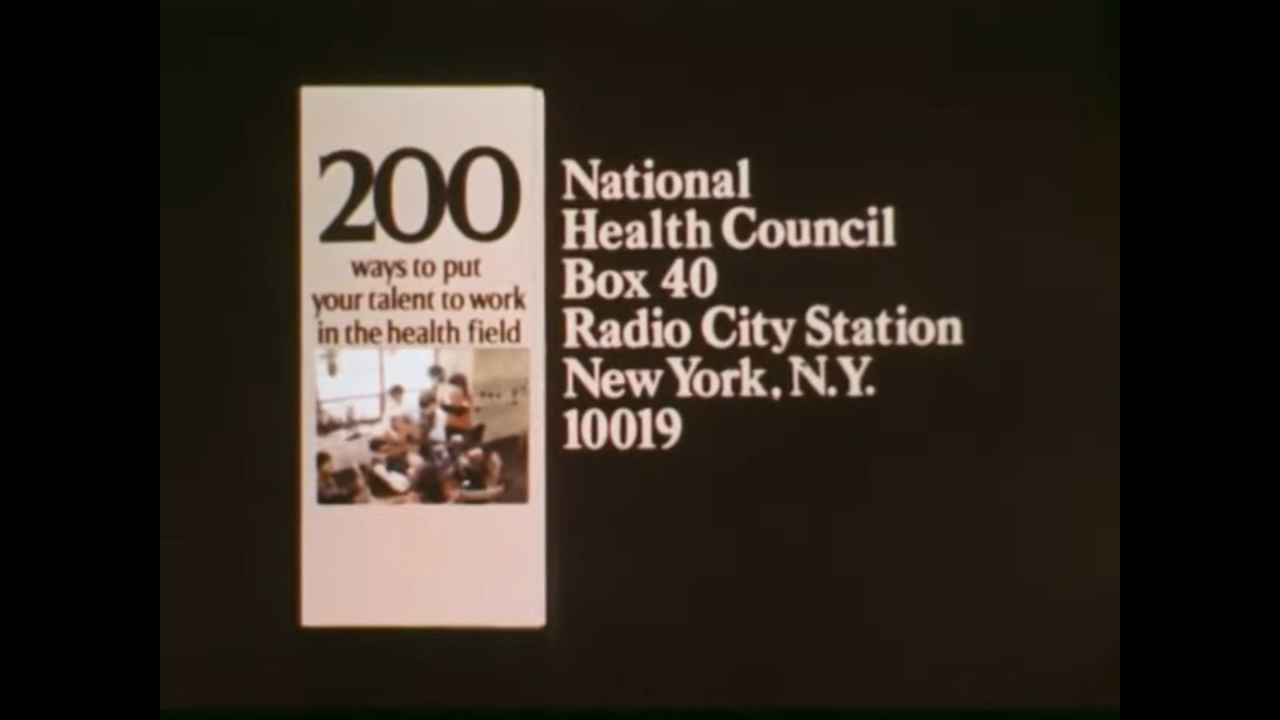 200
ways to put
your talent to work
in the health field
National
Health Council
Box 40
Radio City Station
New York, N.Y.
10019